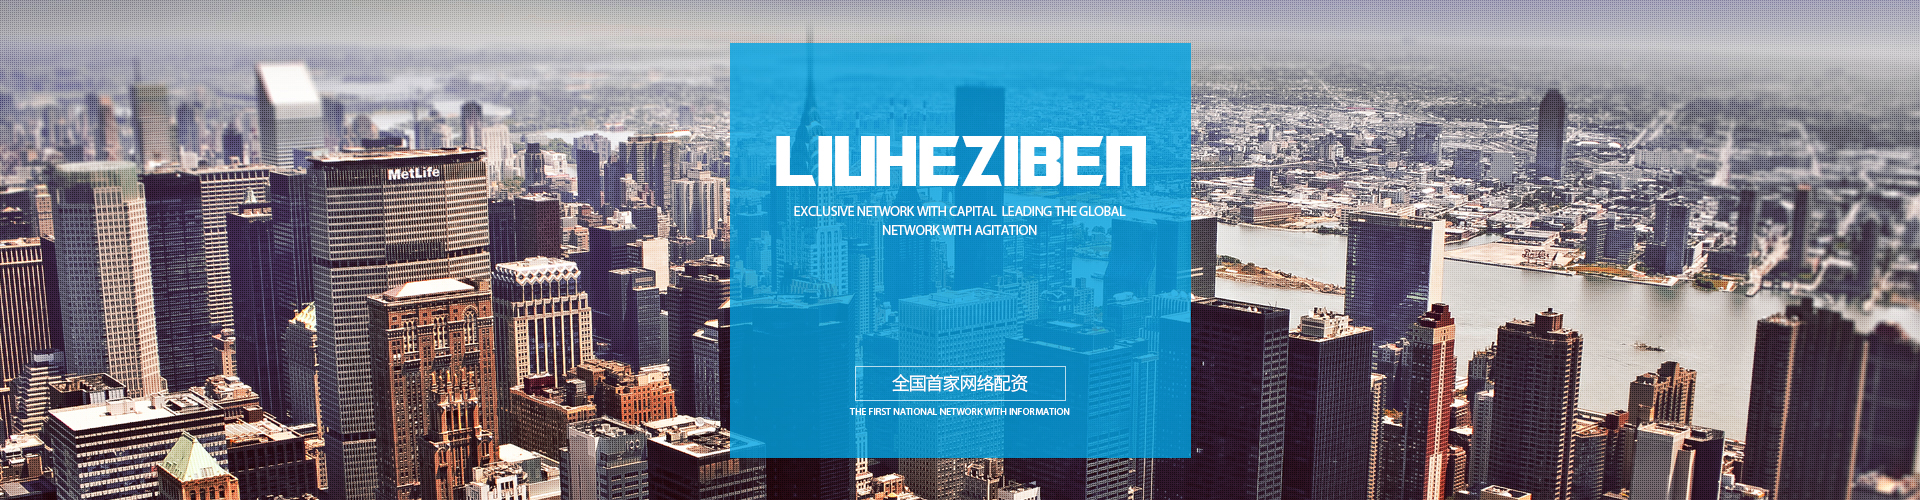 MetLife
LIUHEZIBEN
EXCLUSIVE NETWORK WITH CAPITAL LEADING THE GLOBAL
NETWORK WITH AGITATION
全国首家网络配资
THE FIRST NATIONAL NETWORK WITH INFORMATION